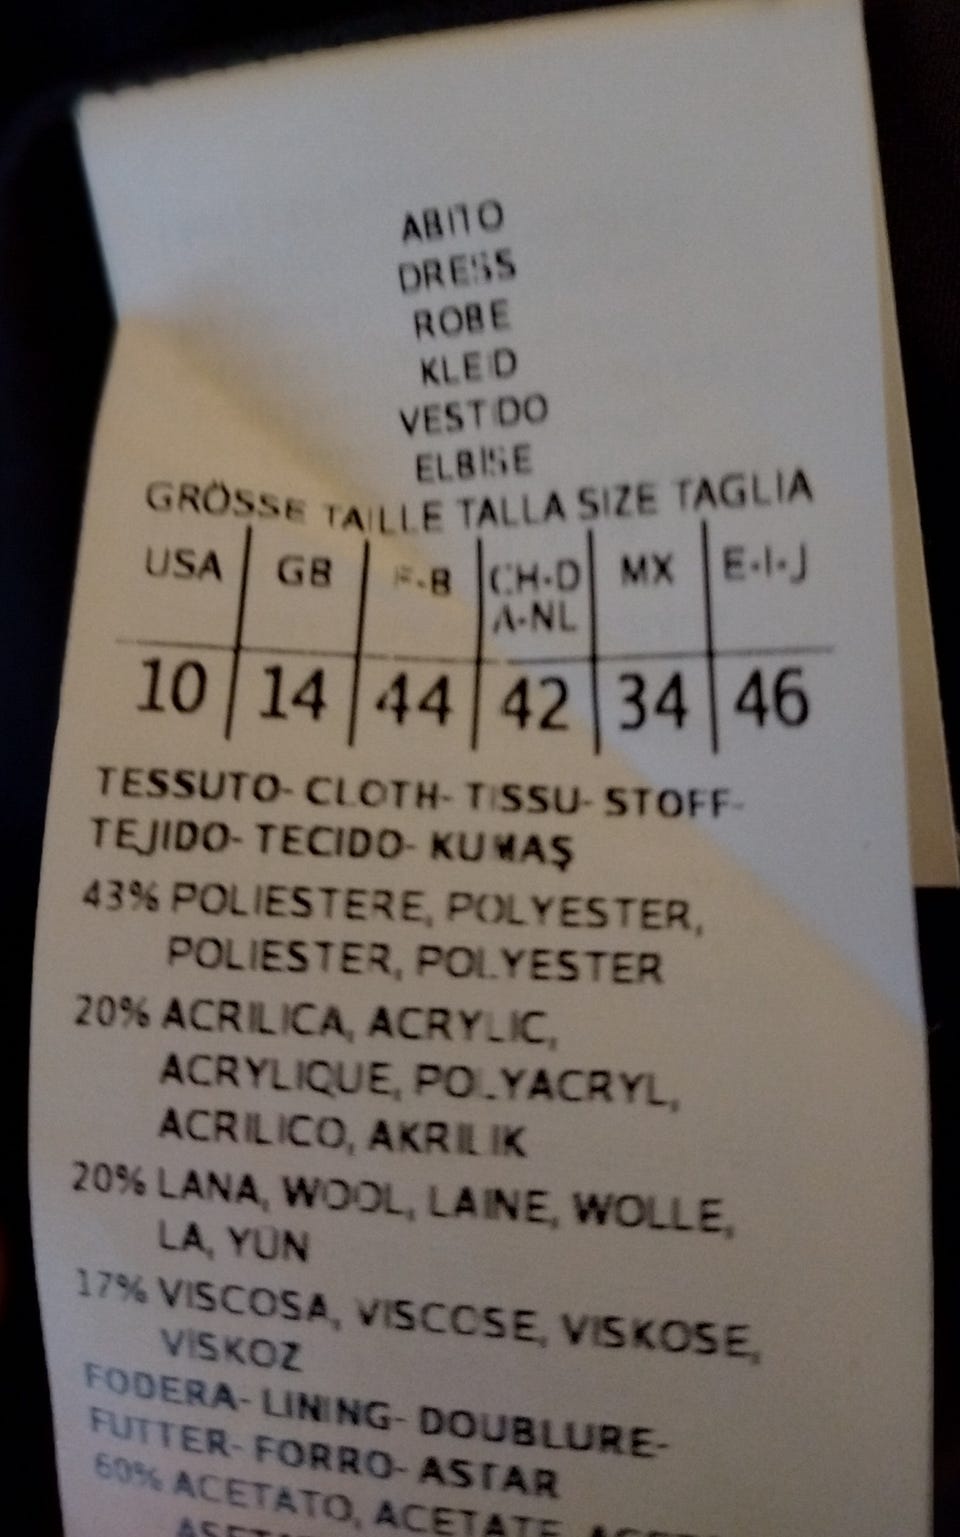 ABITO
DRESS
ROBE
KLEID
VESTIDO
ELBISE
GRÖSSE TAILLE TALLA SIZE TAGLIA
USA GB F-B CH-D A-NL MX E-I-J
10 14 44 42 34 46
TESSUTO- CLOTH- TISSU- STOFF-
TEJIDO- TECIDO- KUMAŞ
43% POLIESTERE, POLYESTER,
POLIESTER, POLYESTER
20% ACRILICA, ACRYLIC,
ACRYLIQUE, POLYACRYL,
ACRILICO, AKRILIK
20% LANA, WOOL, LAINE, WOLLE,
LA, YÜN
17% VISCOSA, VISCOSE, VISKOSE,
VISKOZ
FODERA- LINING- DOUBLURE-
FUTTER- FORRO- ASTAR
60% ACETATO, ACETATE,